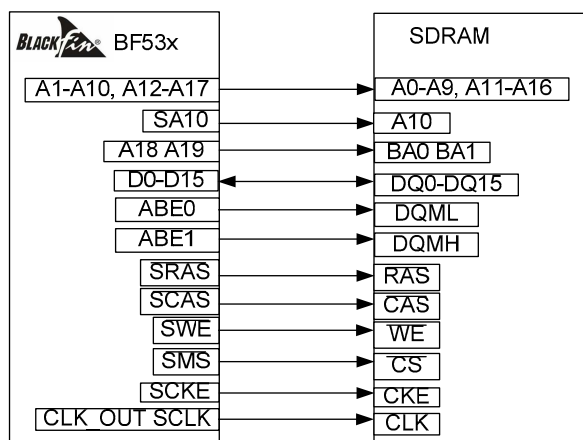 BLACKfin BF53x
SDRAM
A1-A10, A12-A17
A0-A9, A11-A16
SA10
A10
A18 A19
BA0 BA1
D0-D15
DQ0-DQ15
ABE0
DQML
ABE1
DQMH
SRAS
RAS
SCAS
CAS
SWE
WE
SMS
CS
SCKE
CKE
CLK_OUT SCLK
CLK